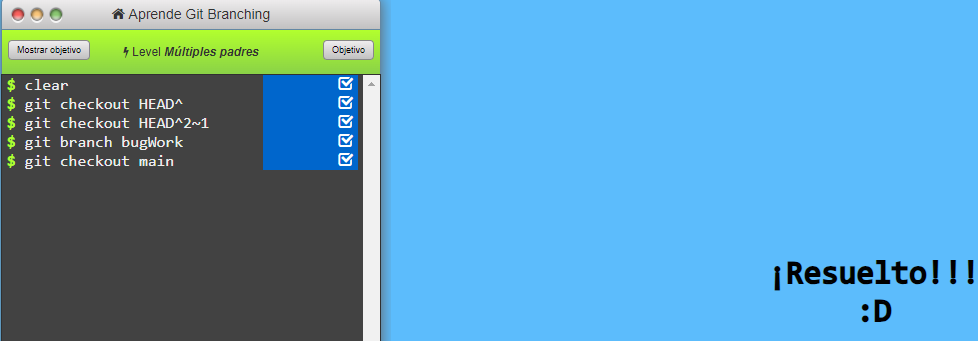 Aprende Git Branching
Mostrar objetivo
Level Múltiples padres
Objetivo
$ clear
$ git checkout HEAD^
$ git checkout HEAD^2~1
$ git branch bugWork
$ git checkout main
¡Resuelto!!!
:D